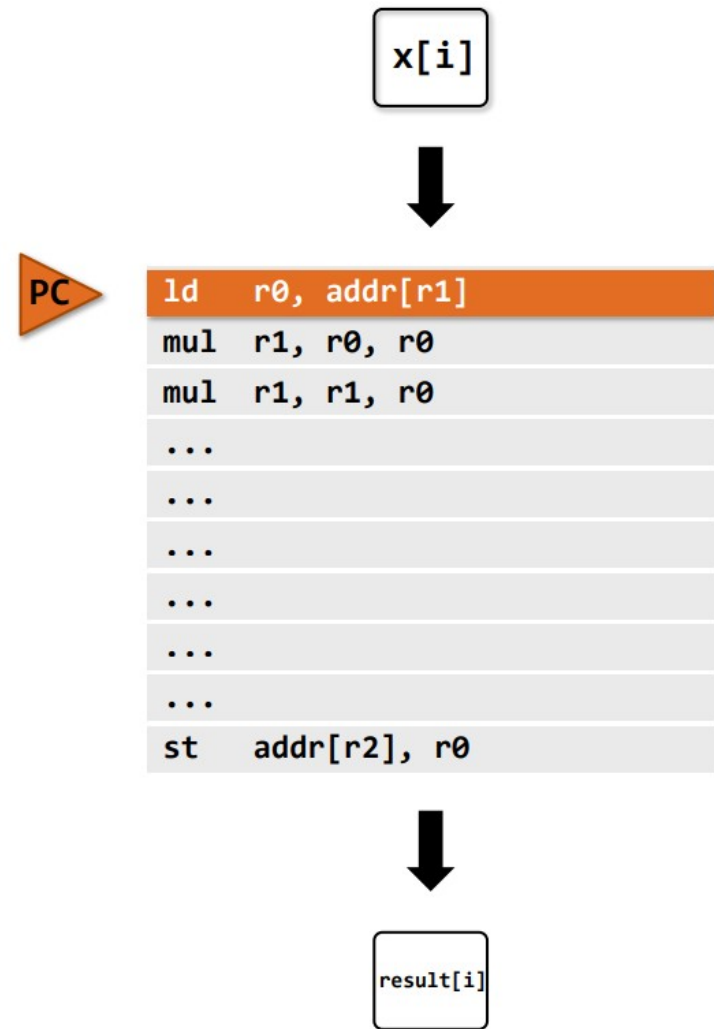 x[i]
PC
ld r0, addr[r1]
mul r1, r0, r0
mul r1, r1, r0
...
...
...
...
...
...
st addr[r2], r0
result[i]